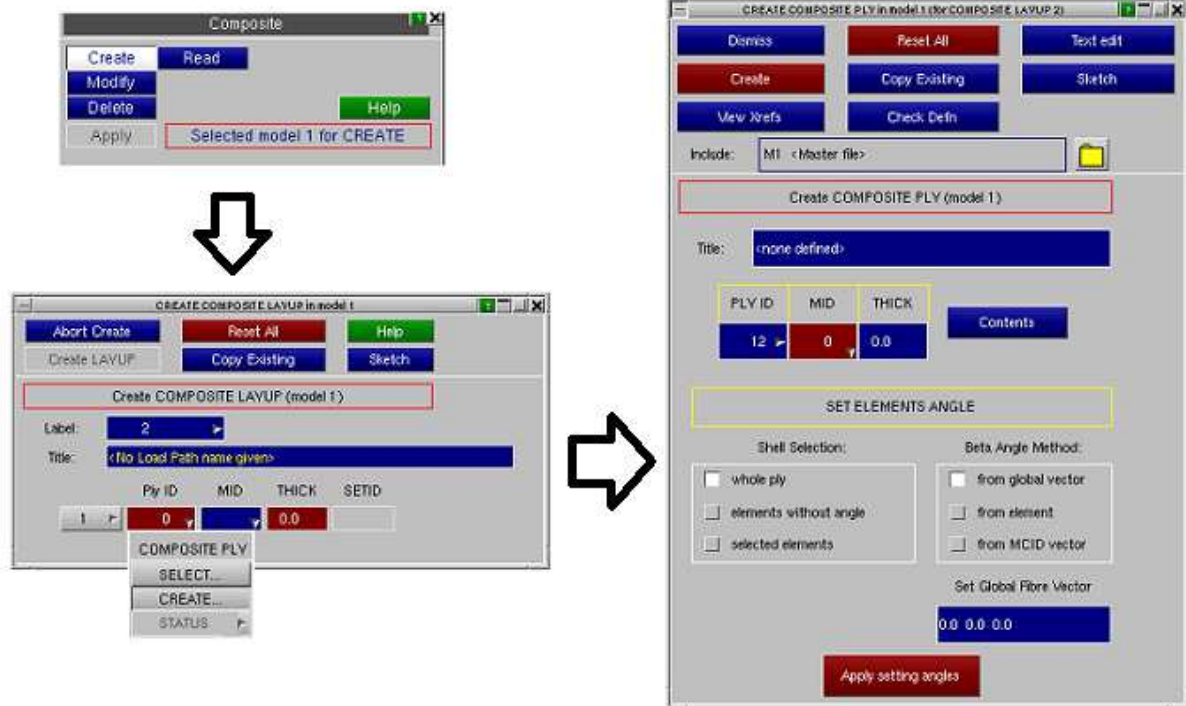 Composite
Create Read
Modify
Delete Help
Apply Selected model 1 for CREATE
CREATE COMPOSITE LAYUP in model 1
Abort Create Reset All Help
Create LAYUP Copy Existing Sketch
Create COMPOSITE LAYUP (model 1)
Label: 2
Title: <No Load Path name given>
Ply ID MID THICK SETID
1 0 0.0
COMPOSITE PLY
SELECT...
CREATE...
STATUS
CREATE COMPOSITE PLY in model 1 (for COMPOSITE LAYUP 2)
Dismiss Reset All Text edit
Create Copy Existing Sketch
View Xrefs Check Defn
Include: M1 <Master file>
Create COMPOSITE PLY (model 1)
Title: <none defined>
PLY ID MID THICK
12 0 0.0 Contents
SET ELEMENTS ANGLE
Shell Selection: Beta Angle Method:
whole ply from global vector
elements without angle from element
selected elements from MCID vector
Set Global Fibre Vector
0.0 0.0 0.0
Apply setting angles